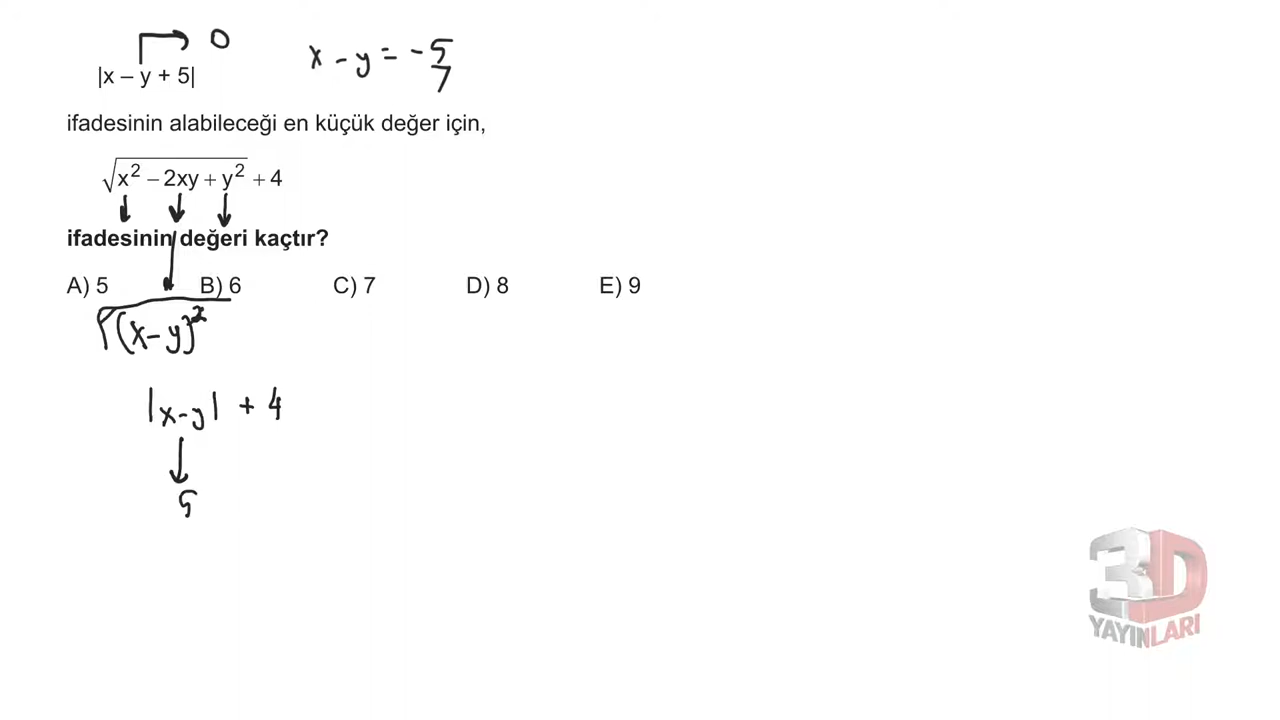 0
x - y = -5
7
|x – y + 5|
ifadesinin alabileceği en küçük değer için,
√x² – 2xy + y² + 4
ifadesinin değeri kaçtır?
A) 5 B) 6 C) 7 D) 8 E) 9
√(x-y)²
|x-y| + 4
5
3D
YAYINLARI